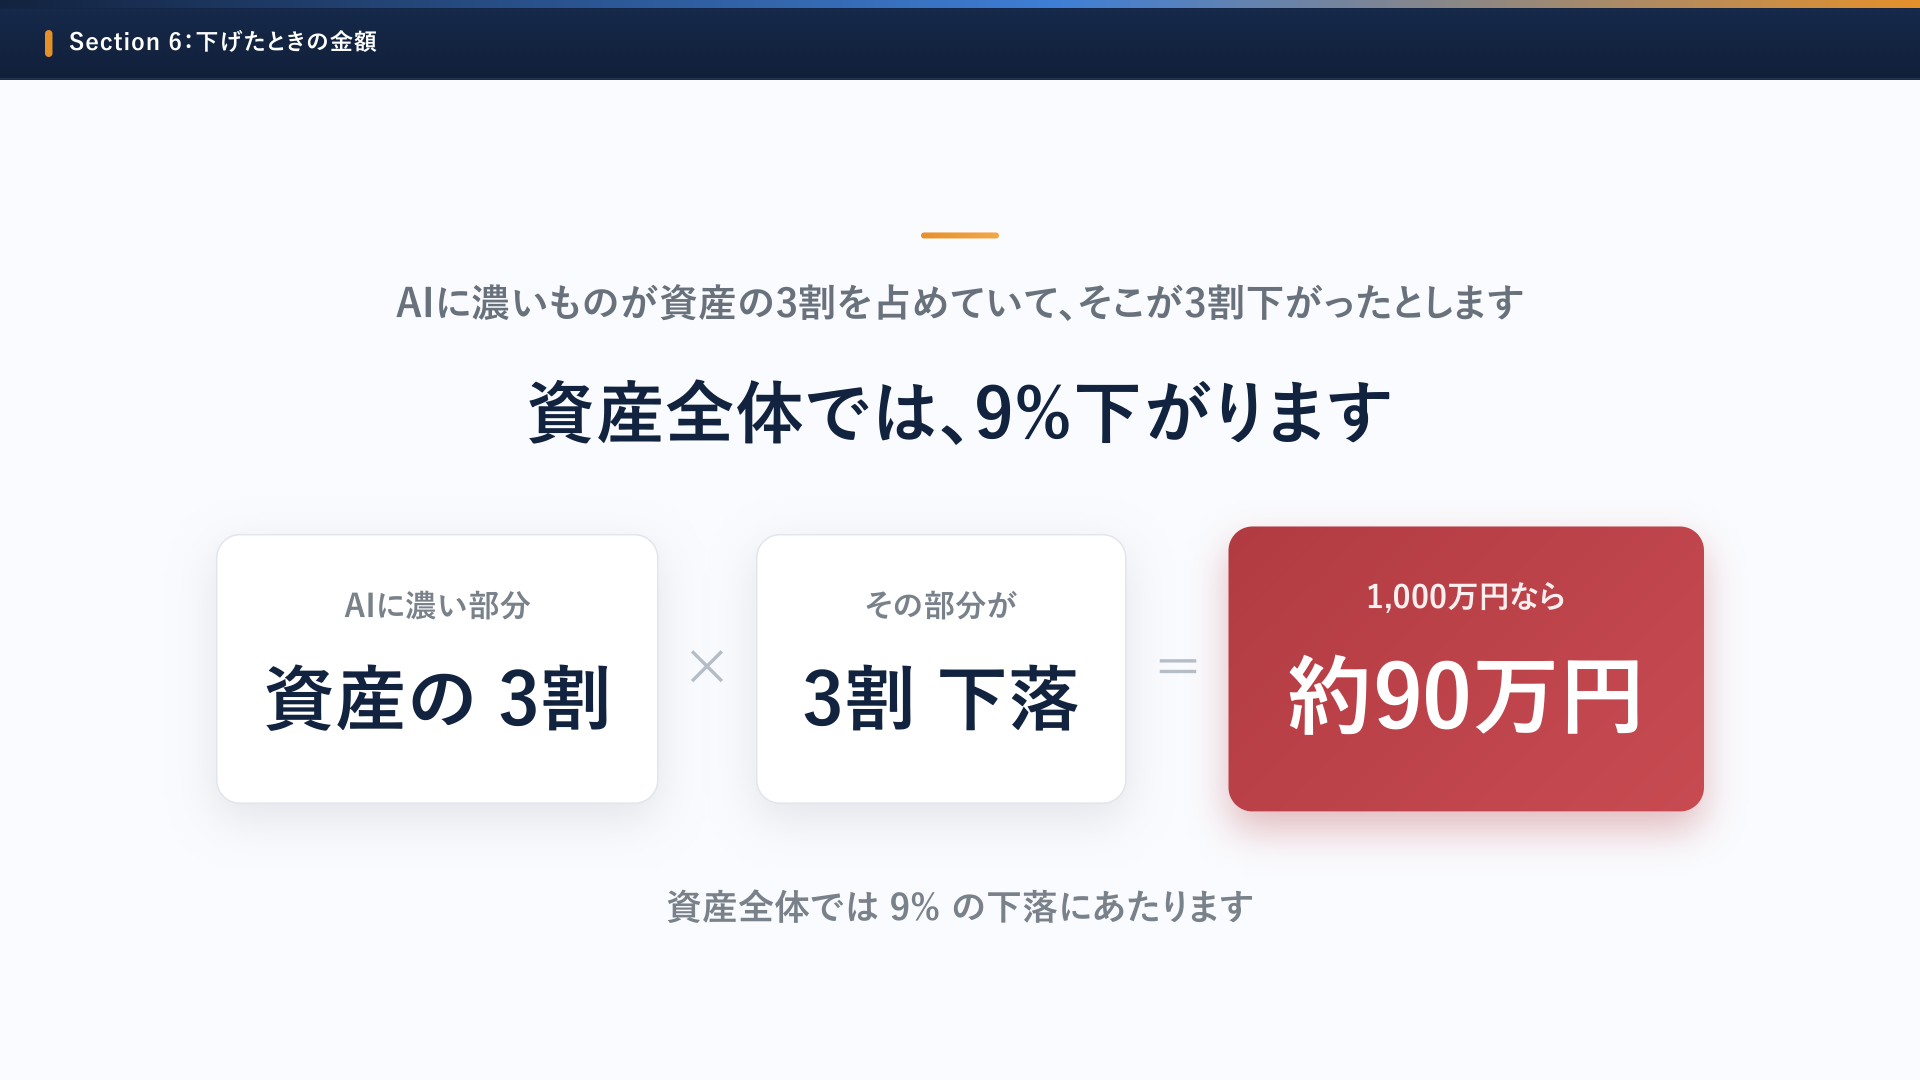 Section 6：下げたときの金額
AIに濃いものが資産の3割を占めていて、そこが3割下がったとします
資産全体では、9%下がります
AIに濃い部分
資産の 3割
×
その部分が
3割 下落
＝
1,000万円なら
約90万円
資産全体では 9% の下落にあたります